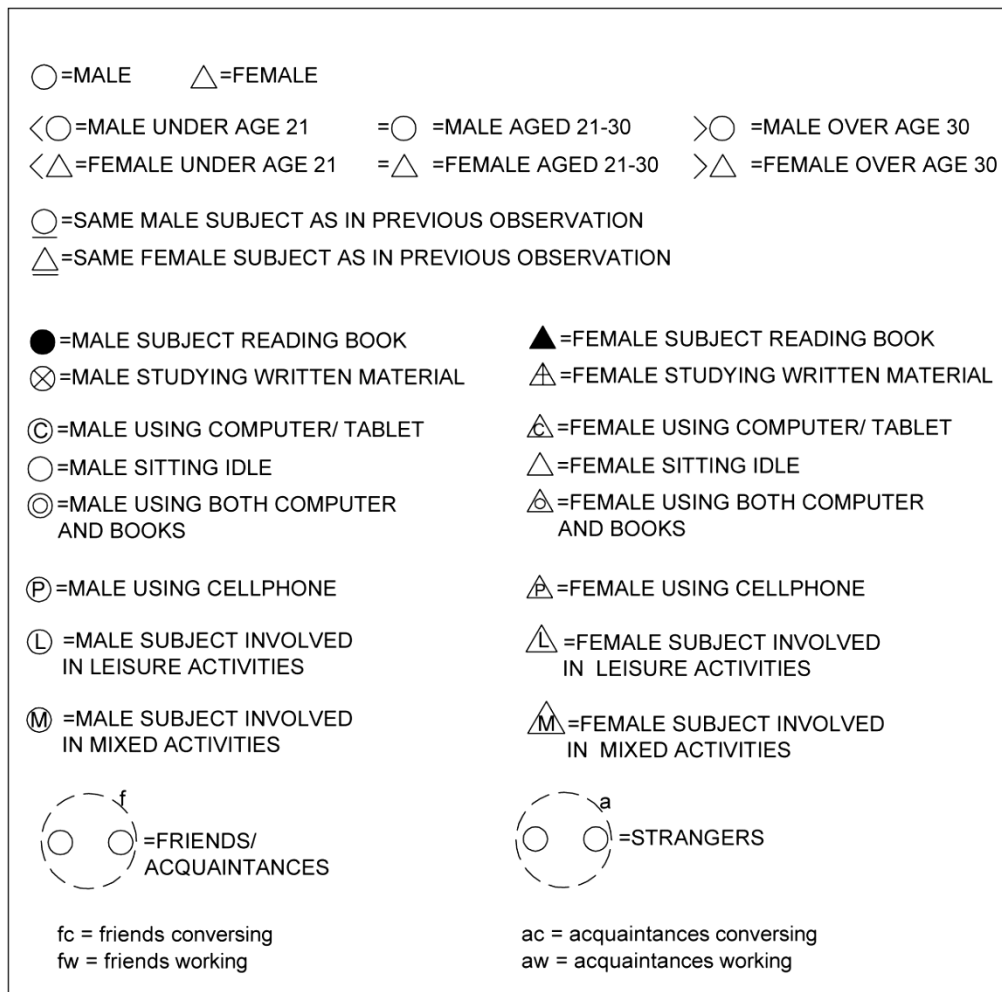 =MALE =FEMALE
<=MALE UNDER AGE 21 = =MALE AGED 21-30 > =MALE OVER AGE 30
<=FEMALE UNDER AGE 21 = =FEMALE AGED 21-30 > =FEMALE OVER AGE 30
=SAME MALE SUBJECT AS IN PREVIOUS OBSERVATION
=SAME FEMALE SUBJECT AS IN PREVIOUS OBSERVATION
=MALE SUBJECT READING BOOK =FEMALE SUBJECT READING BOOK
=MALE STUDYING WRITTEN MATERIAL =FEMALE STUDYING WRITTEN MATERIAL
C =MALE USING COMPUTER/ TABLET C =FEMALE USING COMPUTER/ TABLET
=MALE SITTING IDLE =FEMALE SITTING IDLE
=MALE USING BOTH COMPUTER =FEMALE USING BOTH COMPUTER
AND BOOKS AND BOOKS
P =MALE USING CELLPHONE P =FEMALE USING CELLPHONE
L =MALE SUBJECT INVOLVED L =FEMALE SUBJECT INVOLVED
IN LEISURE ACTIVITIES IN LEISURE ACTIVITIES
M =MALE SUBJECT INVOLVED M =FEMALE SUBJECT INVOLVED
IN MIXED ACTIVITIES IN MIXED ACTIVITIES
f a
=FRIENDS/ =STRANGERS
ACQUAINTANCES
fc = friends conversing ac = acquaintances conversing
fw = friends working aw = acquaintances working